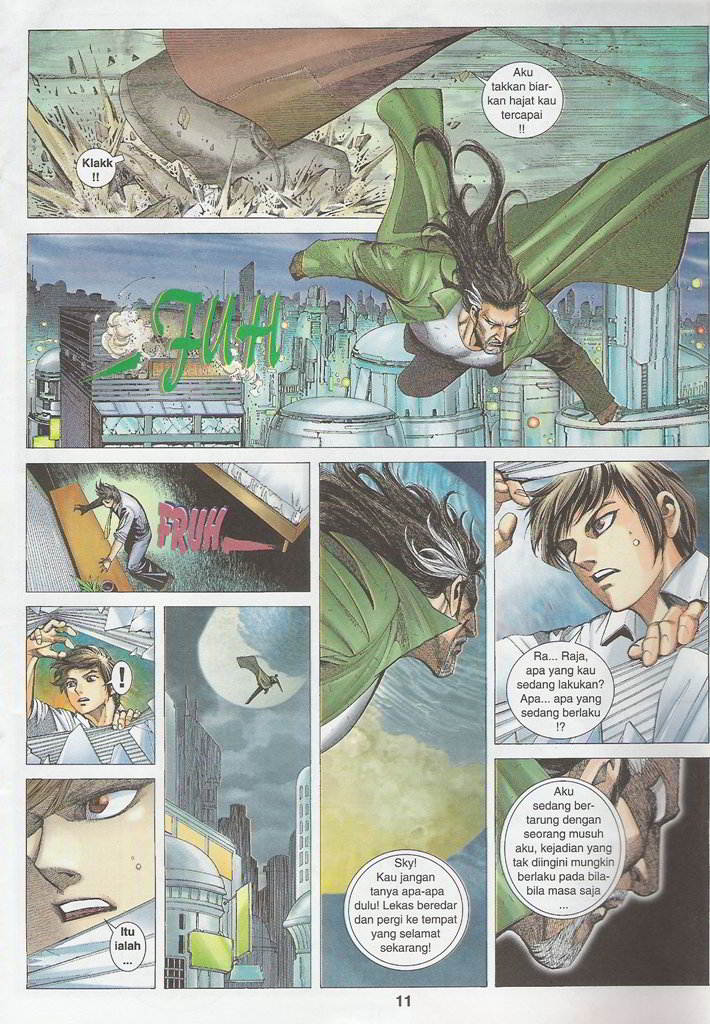 Aku
takkan biar-
kan hajat kau
tercapai
!!
Klakk
!!
FUH
FRUH
!
Itu
ialah
...
Sky!
Kau jangan
tanya apa-apa
dulu! Lekas beredar
dan pergi ke tempat
yang selamat
sekarang!
Ra... Raja,
apa yang kau
sedang lakukan?
Apa... apa yang
sedang berlaku
!?
Aku
sedang ber-
tarung dengan
seorang musuh
aku, kejadian yang
tak diingini mungkin
berlaku pada bila-
bila masa saja
...
11